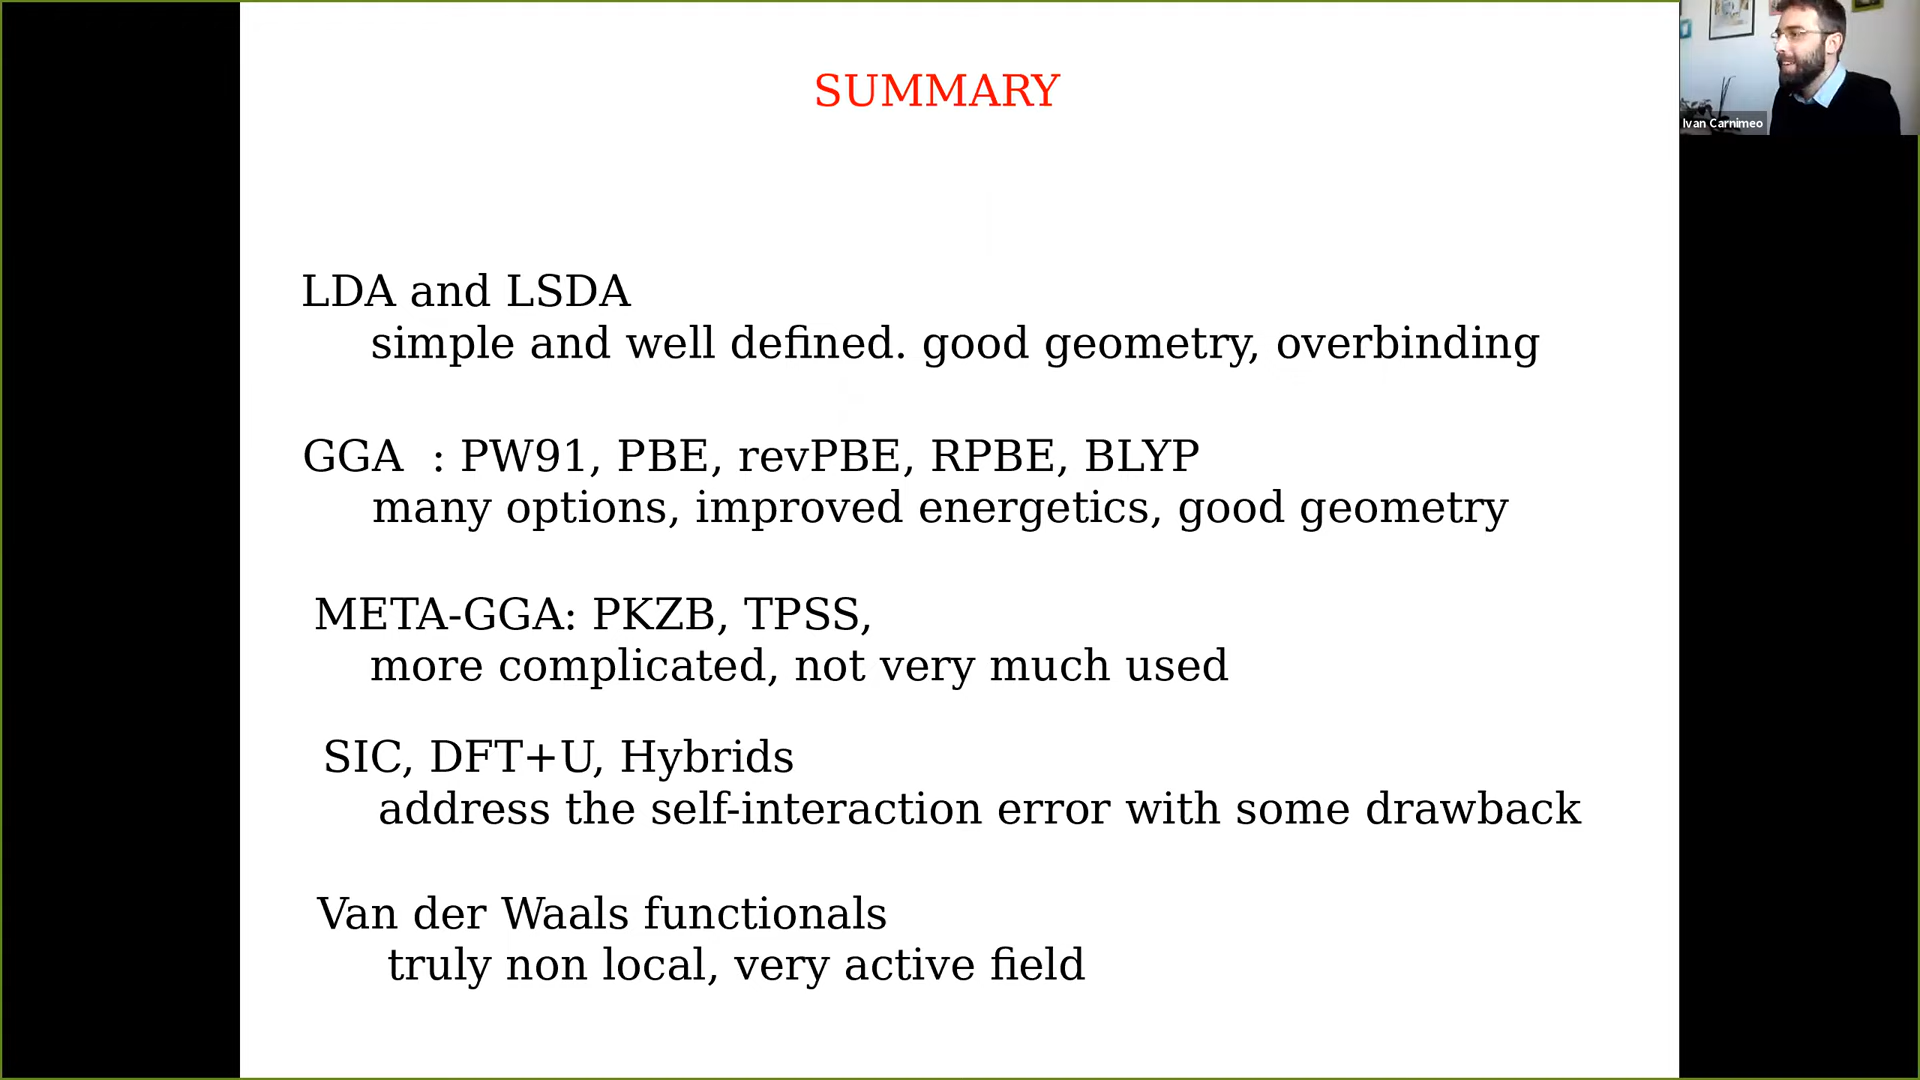 SUMMARY
Ivan Carnimeo
LDA and LSDA
simple and well defined. good geometry, overbinding
GGA : PW91, PBE, revPBE, RPBE, BLYP
many options, improved energetics, good geometry
META-GGA: PKZB, TPSS,
more complicated, not very much used
SIC, DFT+U, Hybrids
address the self-interaction error with some drawback
Van der Waals functionals
truly non local, very active field